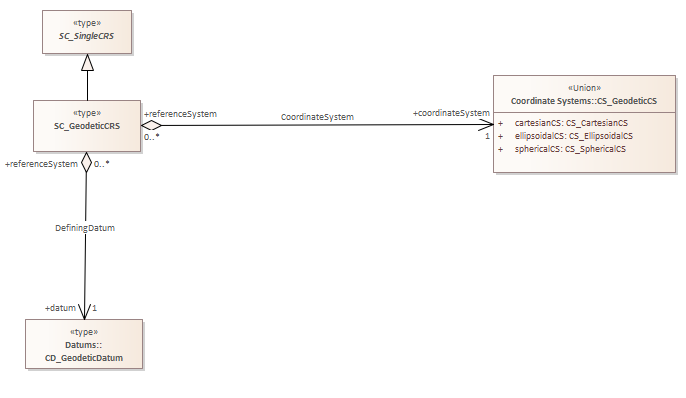 «type»
SC_SingleCRS
«type»
SC_GeodeticCRS
+referenceSystem
0..*
CoordinateSystem
+coordinateSystem
1
«Union»
Coordinate Systems::CS_GeodeticCS
+ cartesianCS: CS_CartesianCS
+ ellipsoidalCS: CS_EllipsoidalCS
+ sphericalCS: CS_SphericalCS
+referenceSystem 0..*
DefiningDatum
+datum 1
«type»
Datums::
CD_GeodeticDatum